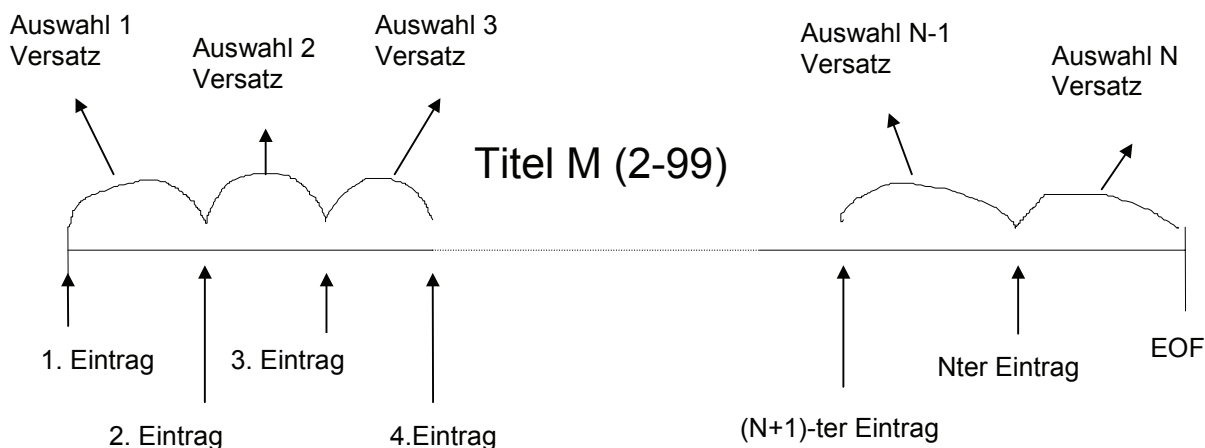 Auswahl 1
Versatz
Auswahl 2
Versatz
Auswahl 3
Versatz
Auswahl N-1
Versatz
Auswahl N
Versatz
Titel M (2-99)
1. Eintrag
3. Eintrag
Nter Eintrag
EOF
2. Eintrag
4.Eintrag
(N+1)-ter Eintrag